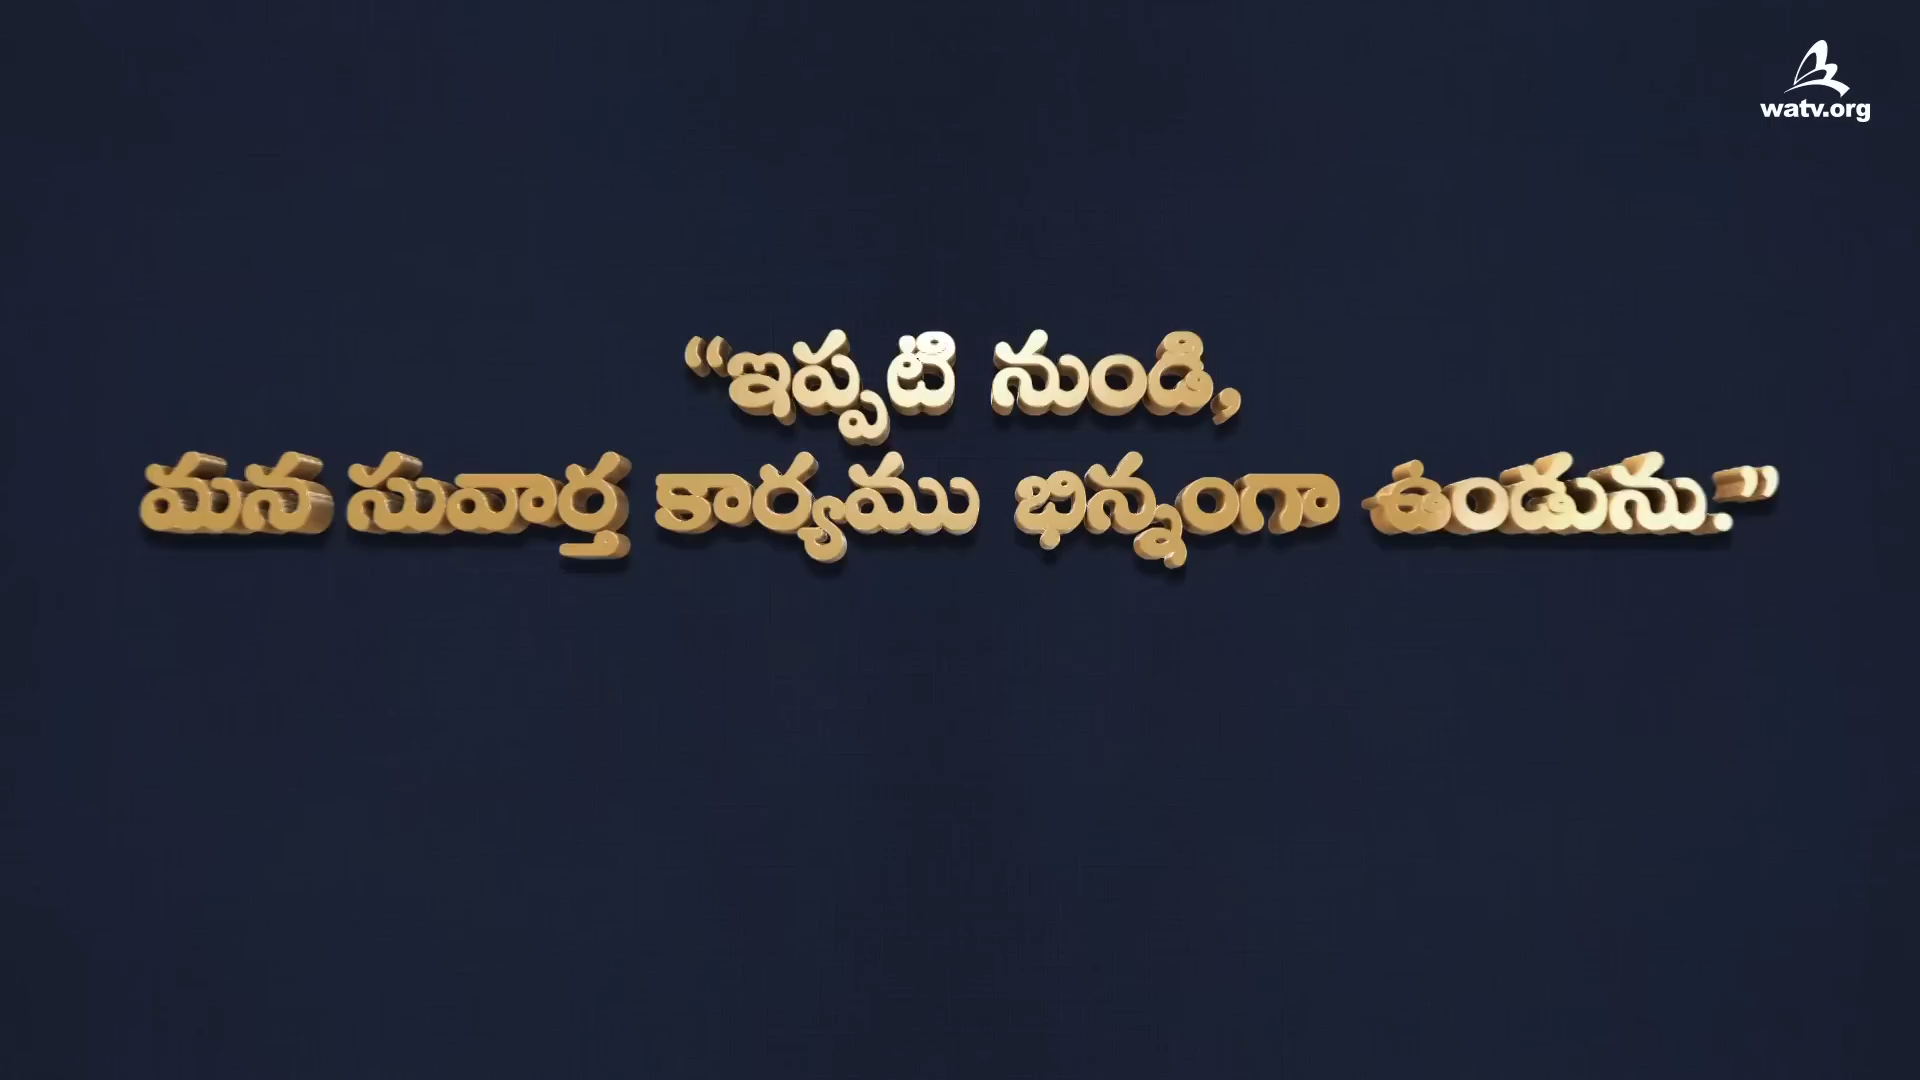 watv.org
“ఇప్పటి నుండి,
మన సువార్త కార్యము భిన్నంగా ఉండును.”